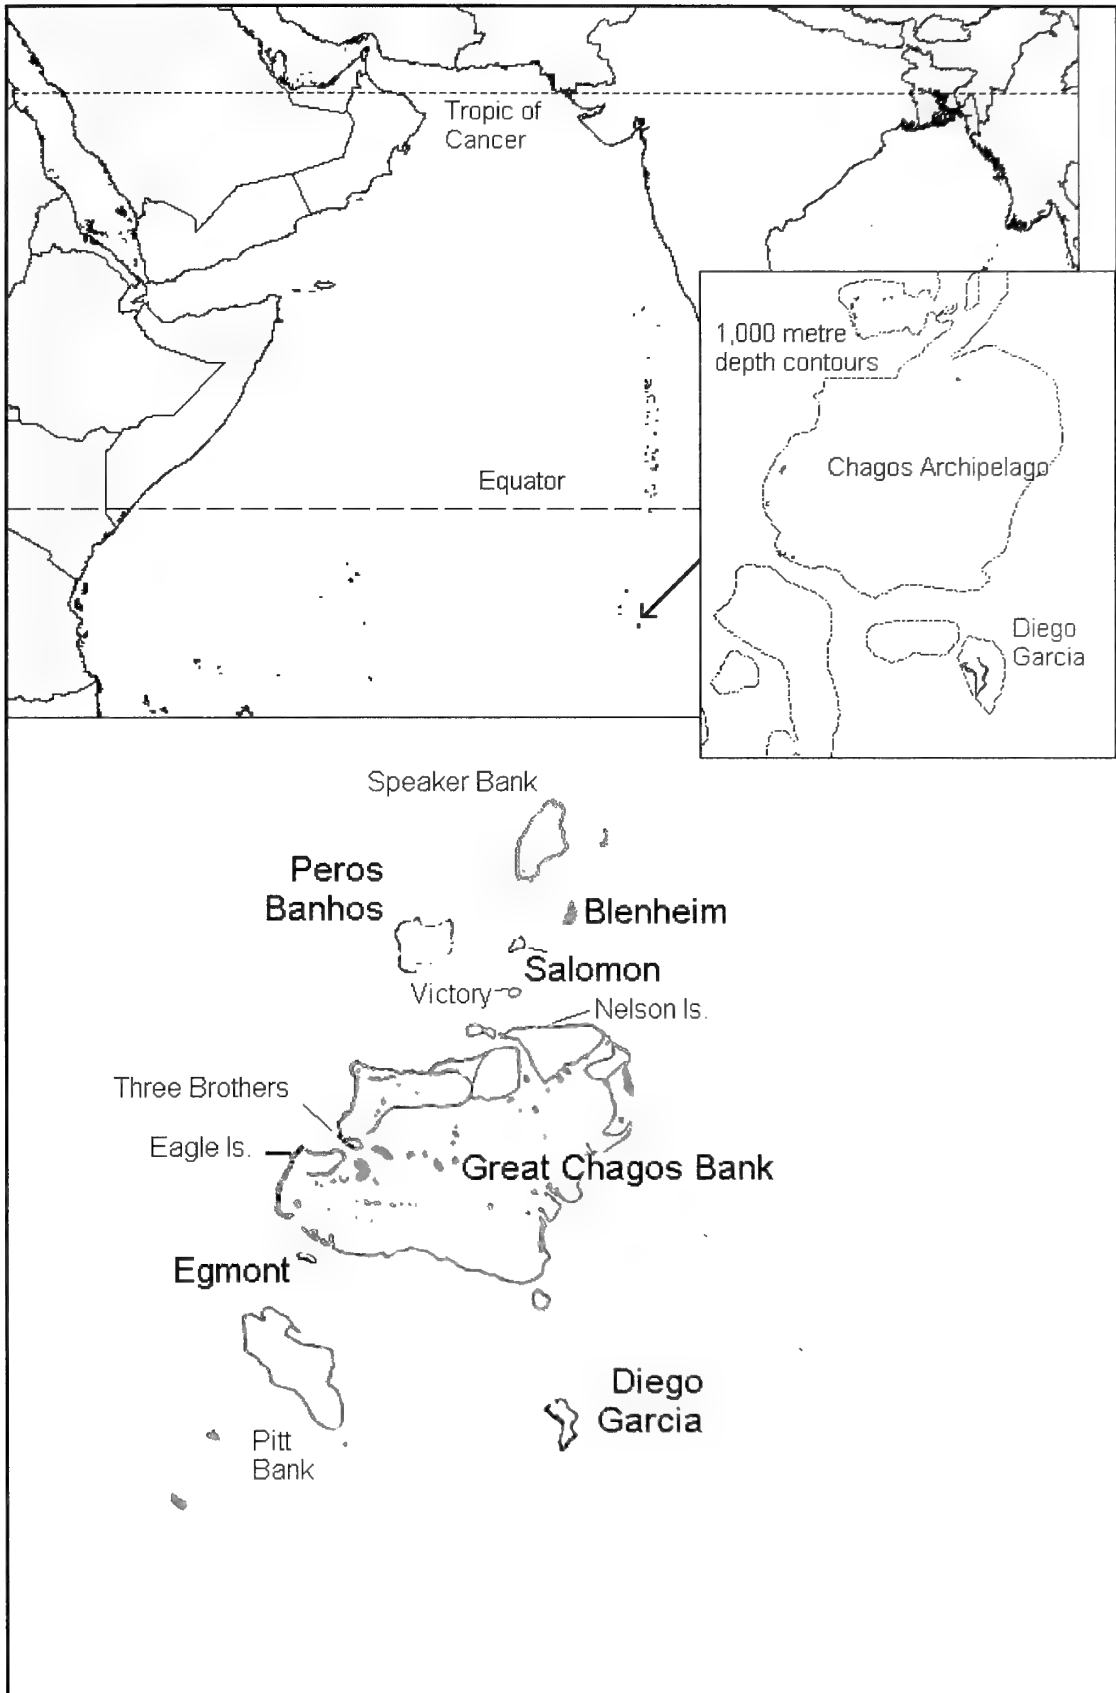 Tropic of
Cancer
1,000 metre
depth contours
Chagos Archipelago
Equator
Diego
Garcia
Speaker Bank
Peros
Banhos
Blenheim
Salomon
Victory
Nelson Is.
Three Brothers
Eagle Is.
Great Chagos Bank
Egmont
Diego
Garcia
Pitt
Bank